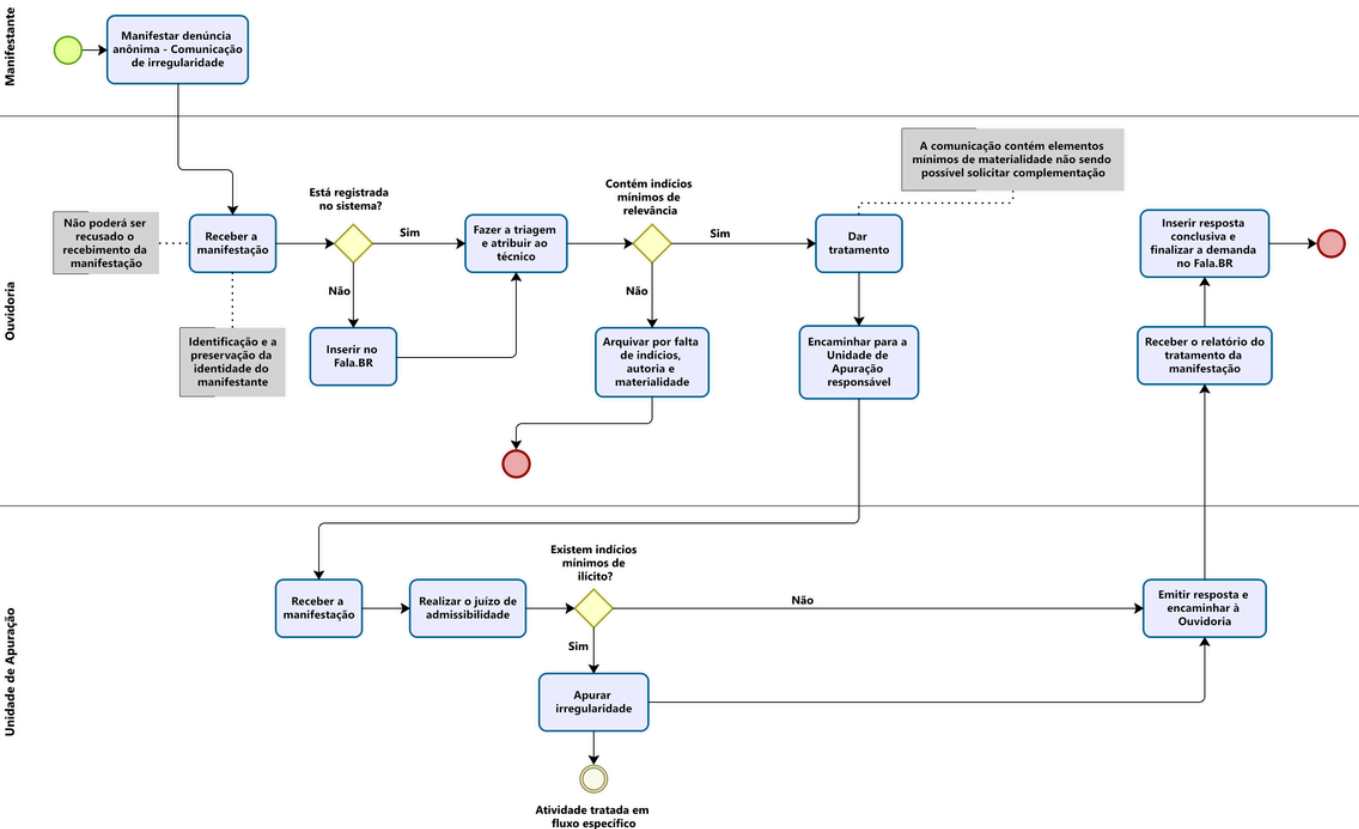 Manifestante
Manifestar denúncia
anônima - Comunicação
de irregularidade
Ouvidoria
A comunicação contém elementos
mínimos de materialidade não sendo
possível solicitar complementação
Não poderá ser
recusado o
recebimento da
manifestação
Receber a
manifestação
Identificação e a
preservação da
identidade do
manifestante
Está registrada
no sistema?
Sim
Não
Inserir no
Fala.BR
Fazer a triagem
e atribuir ao
técnico
Contém indícios
mínimos de
relevância
Sim
Não
Arquivar por falta
de indícios,
autoria e
materialidade
Dar
tratamento
Encaminhar para a
Unidade de
Apuração
responsável
Inserir resposta
conclusiva e
finalizar a demanda
no Fala.BR
Receber o relatório do
tratamento da
manifestação
Unidade de Apuração
Receber a
manifestação
Realizar o juízo de
admissibilidade
Existem indícios
mínimos de
ilícito?
Não
Sim
Emitir resposta e
encaminhar à
Ouvidoria
Apurar
irregularidade
Atividade tratada em
fluxo específico